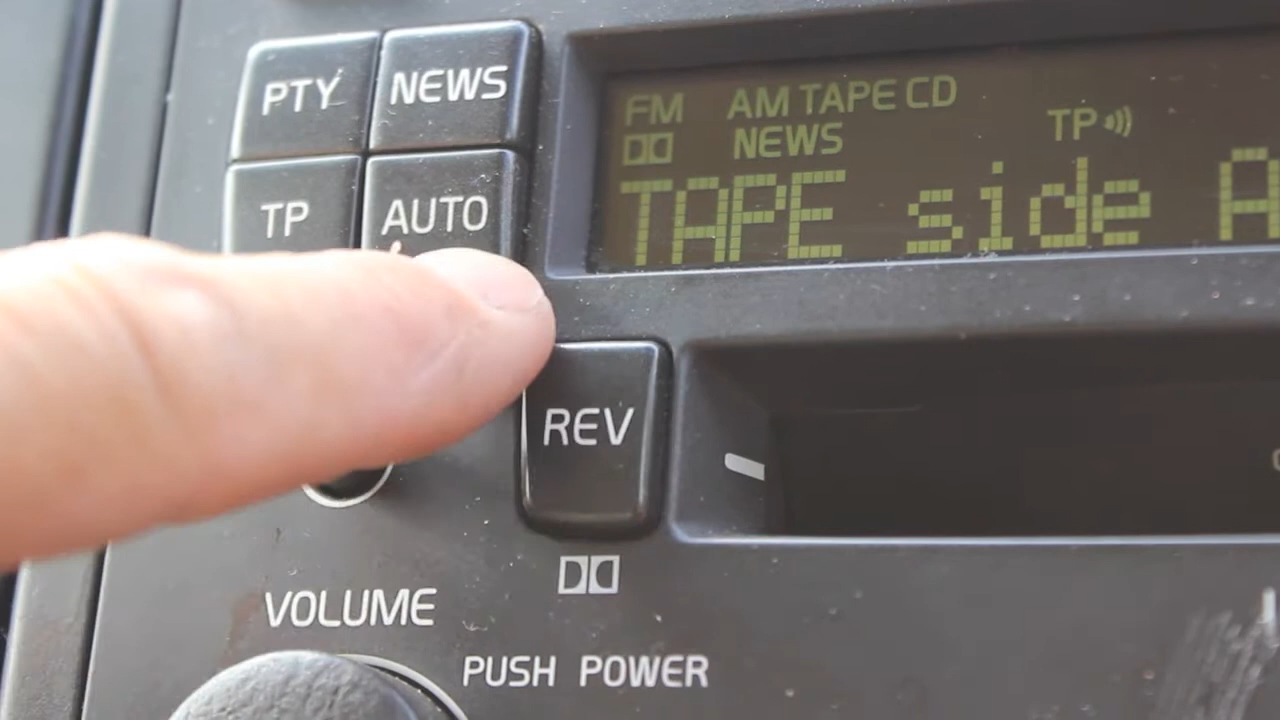 PTY NEWS
FM AM TAPE CD
NEWS TP
TP AUTO
TAPE side A
REV
VOLUME
PUSH POWER